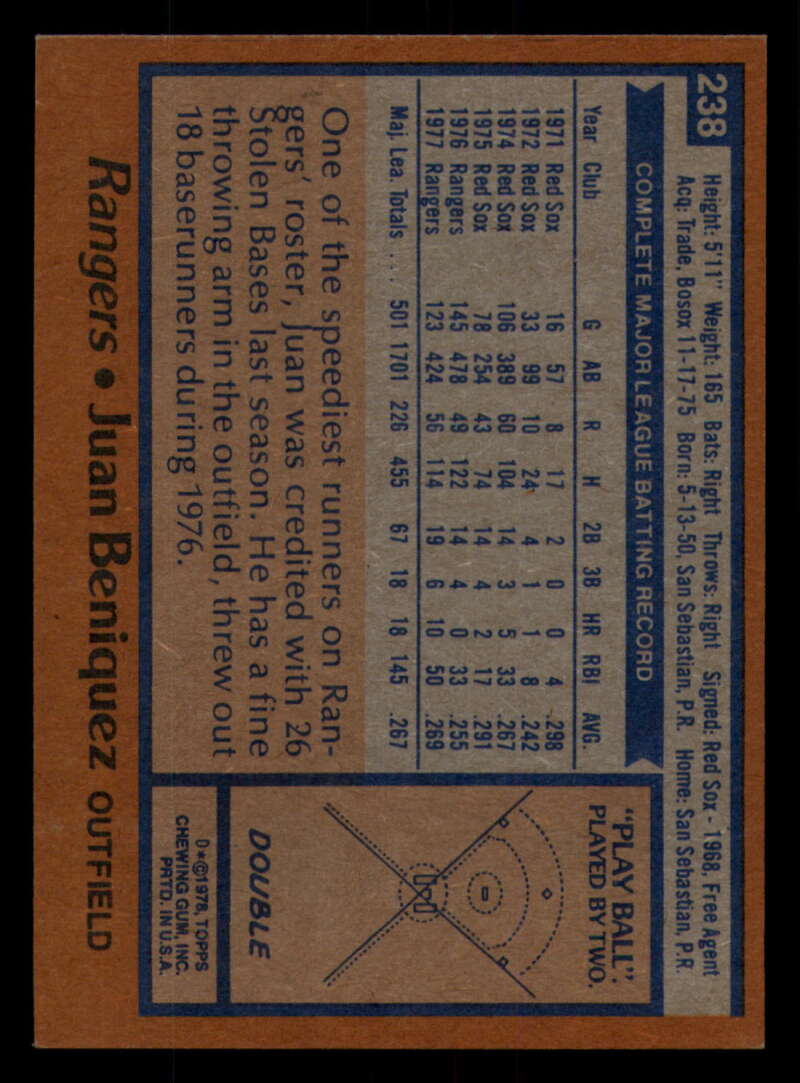 238
Height: 5'11" Weight: 165 Bats: Right Throws: Right Signed: Red Sox - 1968, Free Agent
Acq: Trade, Bosox 11-17-75 Born: 5-13-50, San Sebastian, P.R. Home: San Sebastian, P.R.
COMPLETE MAJOR LEAGUE BATTING RECORD
Year Club G AB R H 2B 3B HR RBI AVG.
1971 Red Sox 16 57 8 17 2 0 0 4 .298
1972 Red Sox 33 99 10 24 4 1 1 8 .242
1974 Red Sox 106 389 60 104 14 3 5 33 .267
1975 Red Sox 78 254 43 74 14 4 2 17 .291
1976 Rangers 145 478 49 122 14 4 0 33 .255
1977 Rangers 123 424 56 114 19 6 10 50 .269
Maj. Lea. Totals ... 501 1701 226 455 67 18 18 145 .267
One of the speediest runners on Ran-
gers' roster, Juan was credited with 26
Stolen Bases last season. He has a fine
throwing arm in the outfield, threw out
18 baserunners during 1976.
"PLAY BALL":
PLAYED BY TWO.
DOUBLE
D*©1978, TOPPS
CHEWING GUM, INC.
PRTD. IN U.S.A.
Rangers • Juan Beniquez OUTFIELD